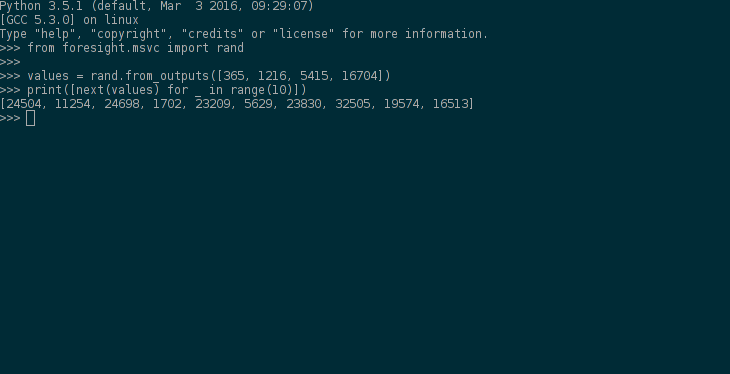 Python 3.5.1 (default, Mar  3 2016, 09:29:07)
[GCC 5.3.0] on linux
Type "help", "copyright", "credits" or "license" for more information.
>>> from foresight.msvc import rand
>>>
>>> values = rand.from_outputs([365, 1216, 5415, 16704])
>>> print([next(values) for _ in range(10)])
[24504, 11254, 24698, 1702, 23209, 5629, 23830, 32505, 19574, 16513]
>>>